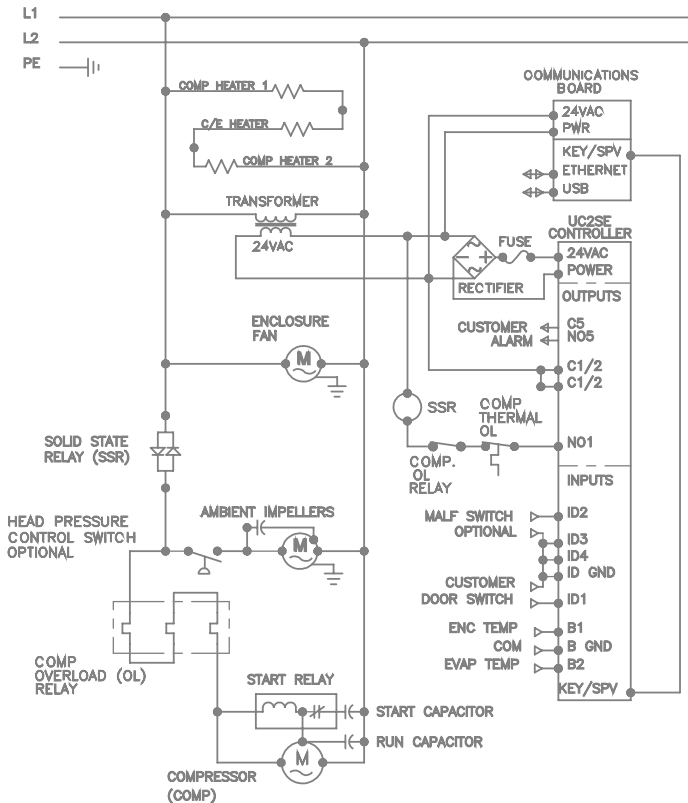 L1
L2
PE
COMP HEATER 1
C/E HEATER
COMP HEATER 2
TRANSFORMER
24VAC
COMMUNICATIONS
BOARD
24VAC
PWR
KEY/SPV
ETHERNET
USB
UC2SE
CONTROLLER
FUSE
24VAC
POWER
RECTIFIER
OUTPUTS
CUSTOMER
ALARM
C5
NO5
ENCLOSURE
FAN
M
C1/2
C1/2
SSR
COMP
THERMAL
OL
SOLID STATE
RELAY (SSR)
NO1
COMP.
OL
RELAY
INPUTS
HEAD PRESSURE
CONTROL SWITCH
OPTIONAL
AMBIENT IMPELLERS
M
MALF SWITCH
OPTIONAL
ID2
ID3
ID4
ID GND
CUSTOMER
DOOR SWITCH
ID1
ENC TEMP
B1
COM
B GND
EVAP TEMP
B2
KEY/SPV
COMP
OVERLOAD (OL)
RELAY
START RELAY
START CAPACITOR
RUN CAPACITOR
M
COMPRESSOR
(COMP)